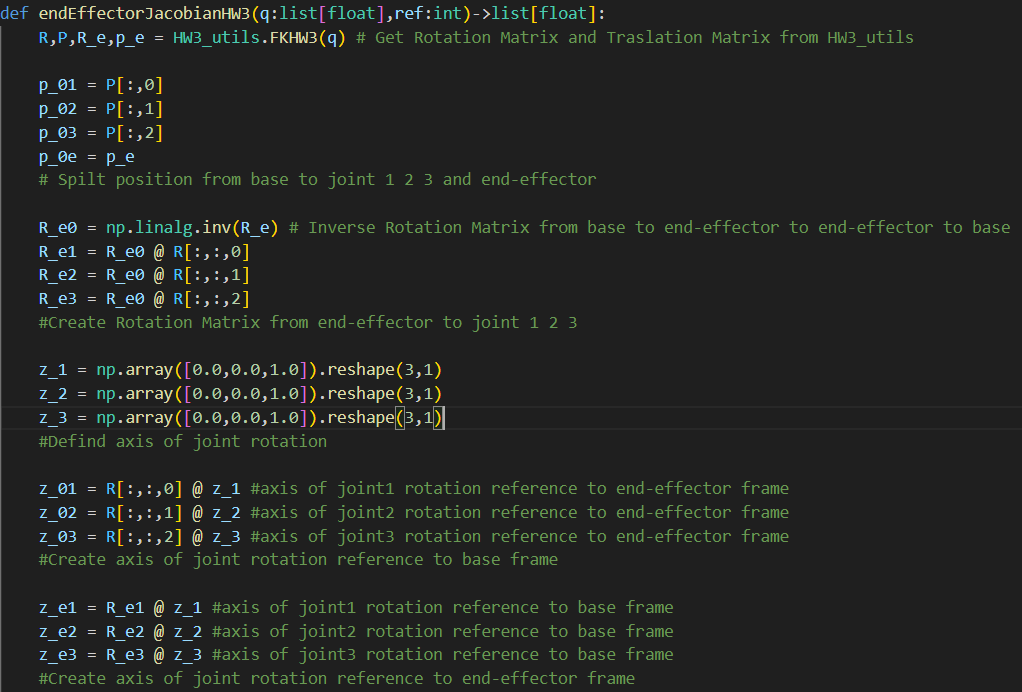 def endEffectorJacobianHW3(q:list[float],ref:int)->list[float]:
R,P,R_e,p_e = HW3_utils.FKHW3(q) # Get Rotation Matrix and Traslation Matrix from HW3_utils
p_01 = P[:,0]
p_02 = P[:,1]
p_03 = P[:,2]
p_0e = p_e
# Spilt position from base to joint 1 2 3 and end-effector
R_e0 = np.linalg.inv(R_e) # Inverse Rotation Matrix from base to end-effector to end-effector to base
R_e1 = R_e0 @ R[:,:,0]
R_e2 = R_e0 @ R[:,:,1]
R_e3 = R_e0 @ R[:,:,2]
#Create Rotation Matrix from end-effector to joint 1 2 3
z_1 = np.array([0.0,0.0,1.0]).reshape(3,1)
z_2 = np.array([0.0,0.0,1.0]).reshape(3,1)
z_3 = np.array([0.0,0.0,1.0]).reshape(3,1)
#Defind axis of joint rotation
z_01 = R[:,:,0] @ z_1 #axis of joint1 rotation reference to end-effector frame
z_02 = R[:,:,1] @ z_2 #axis of joint2 rotation reference to end-effector frame
z_03 = R[:,:,2] @ z_3 #axis of joint3 rotation reference to end-effector frame
#Create axis of joint rotation reference to base frame
z_e1 = R_e1 @ z_1 #axis of joint1 rotation reference to base frame
z_e2 = R_e2 @ z_2 #axis of joint2 rotation reference to base frame
z_e3 = R_e3 @ z_3 #axis of joint3 rotation reference to base frame
#Create axis of joint rotation reference to end-effector frame